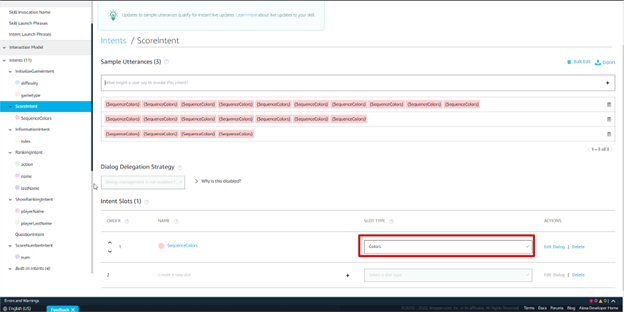 Skill Invocation Name
Skill Launch Phrases
Intent Launch Phrases
Interaction Model
Intents (11)
InitializeGameIntent
difficulty
gametype
ScoreIntent
SequenceColors
InformationIntent
rules
RankingIntent
action
name
lastName
ShowRankingIntent
playerName
playerLastName
QuestionIntent
ScoreNumberIntent
num
Built-in Intents (4)
English (US)
Feedback
Updates to sample utterances qualify for instant live update. Learn more about live updates to your skill.
Intents / ScoreIntent
Sample Utterances (3)
Bulk Edit Export
What might a user say to invoke this intent?
{SequenceColors} {SequenceColors} {SequenceColors} {SequenceColors} {SequenceColors} {SequenceColors} {SequenceColors} {SequenceColors} {SequenceColors} {SequenceColors}
{SequenceColors} {SequenceColors} {SequenceColors} {SequenceColors} {SequenceColors} {SequenceColors} {SequenceColors}
{SequenceColors} {SequenceColors} {SequenceColors} {SequenceColors}
1 – 3 of 3
Dialog Delegation Strategy
Why is this disabled?
Intent Slots (1)
ORDER NAME SLOT TYPE ACTIONS
1 SequenceColors Colors Edit Dialog | Delete
2 Create a new slot Select a slot type Edit Dialog | Delete
Errors and Warnings
Terms Docs Forums Blog Alexa Developer Home